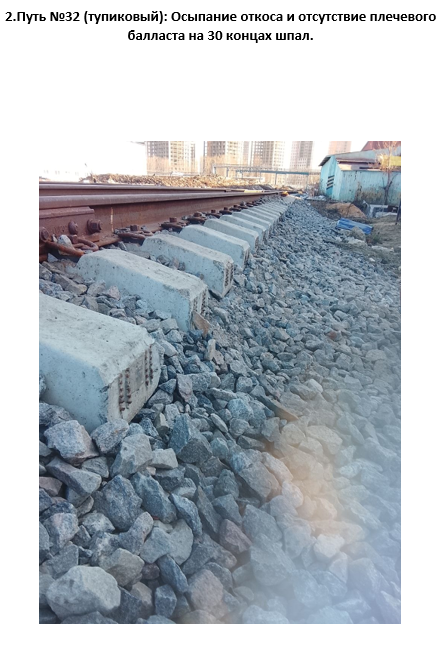 2.Путь №32 (тупиковый): Осыпание откоса и отсутствие плечевого
балласта на 30 концах шпал.